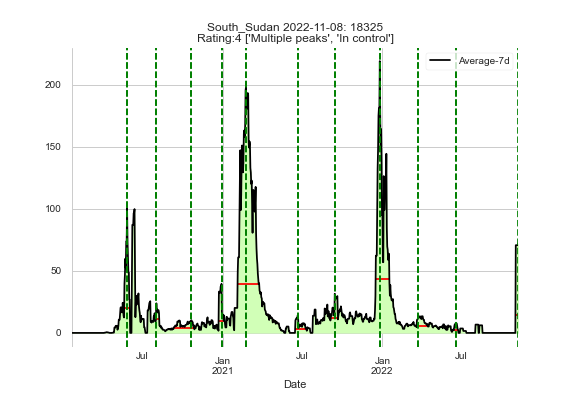 South_Sudan 2022-11-08: 18325
Rating:4 ['Multiple peaks', 'In control']
Average-7d
200
150
100
50
0
Jul
Jan
2021
Jul
Jan
2022
Jul
Date